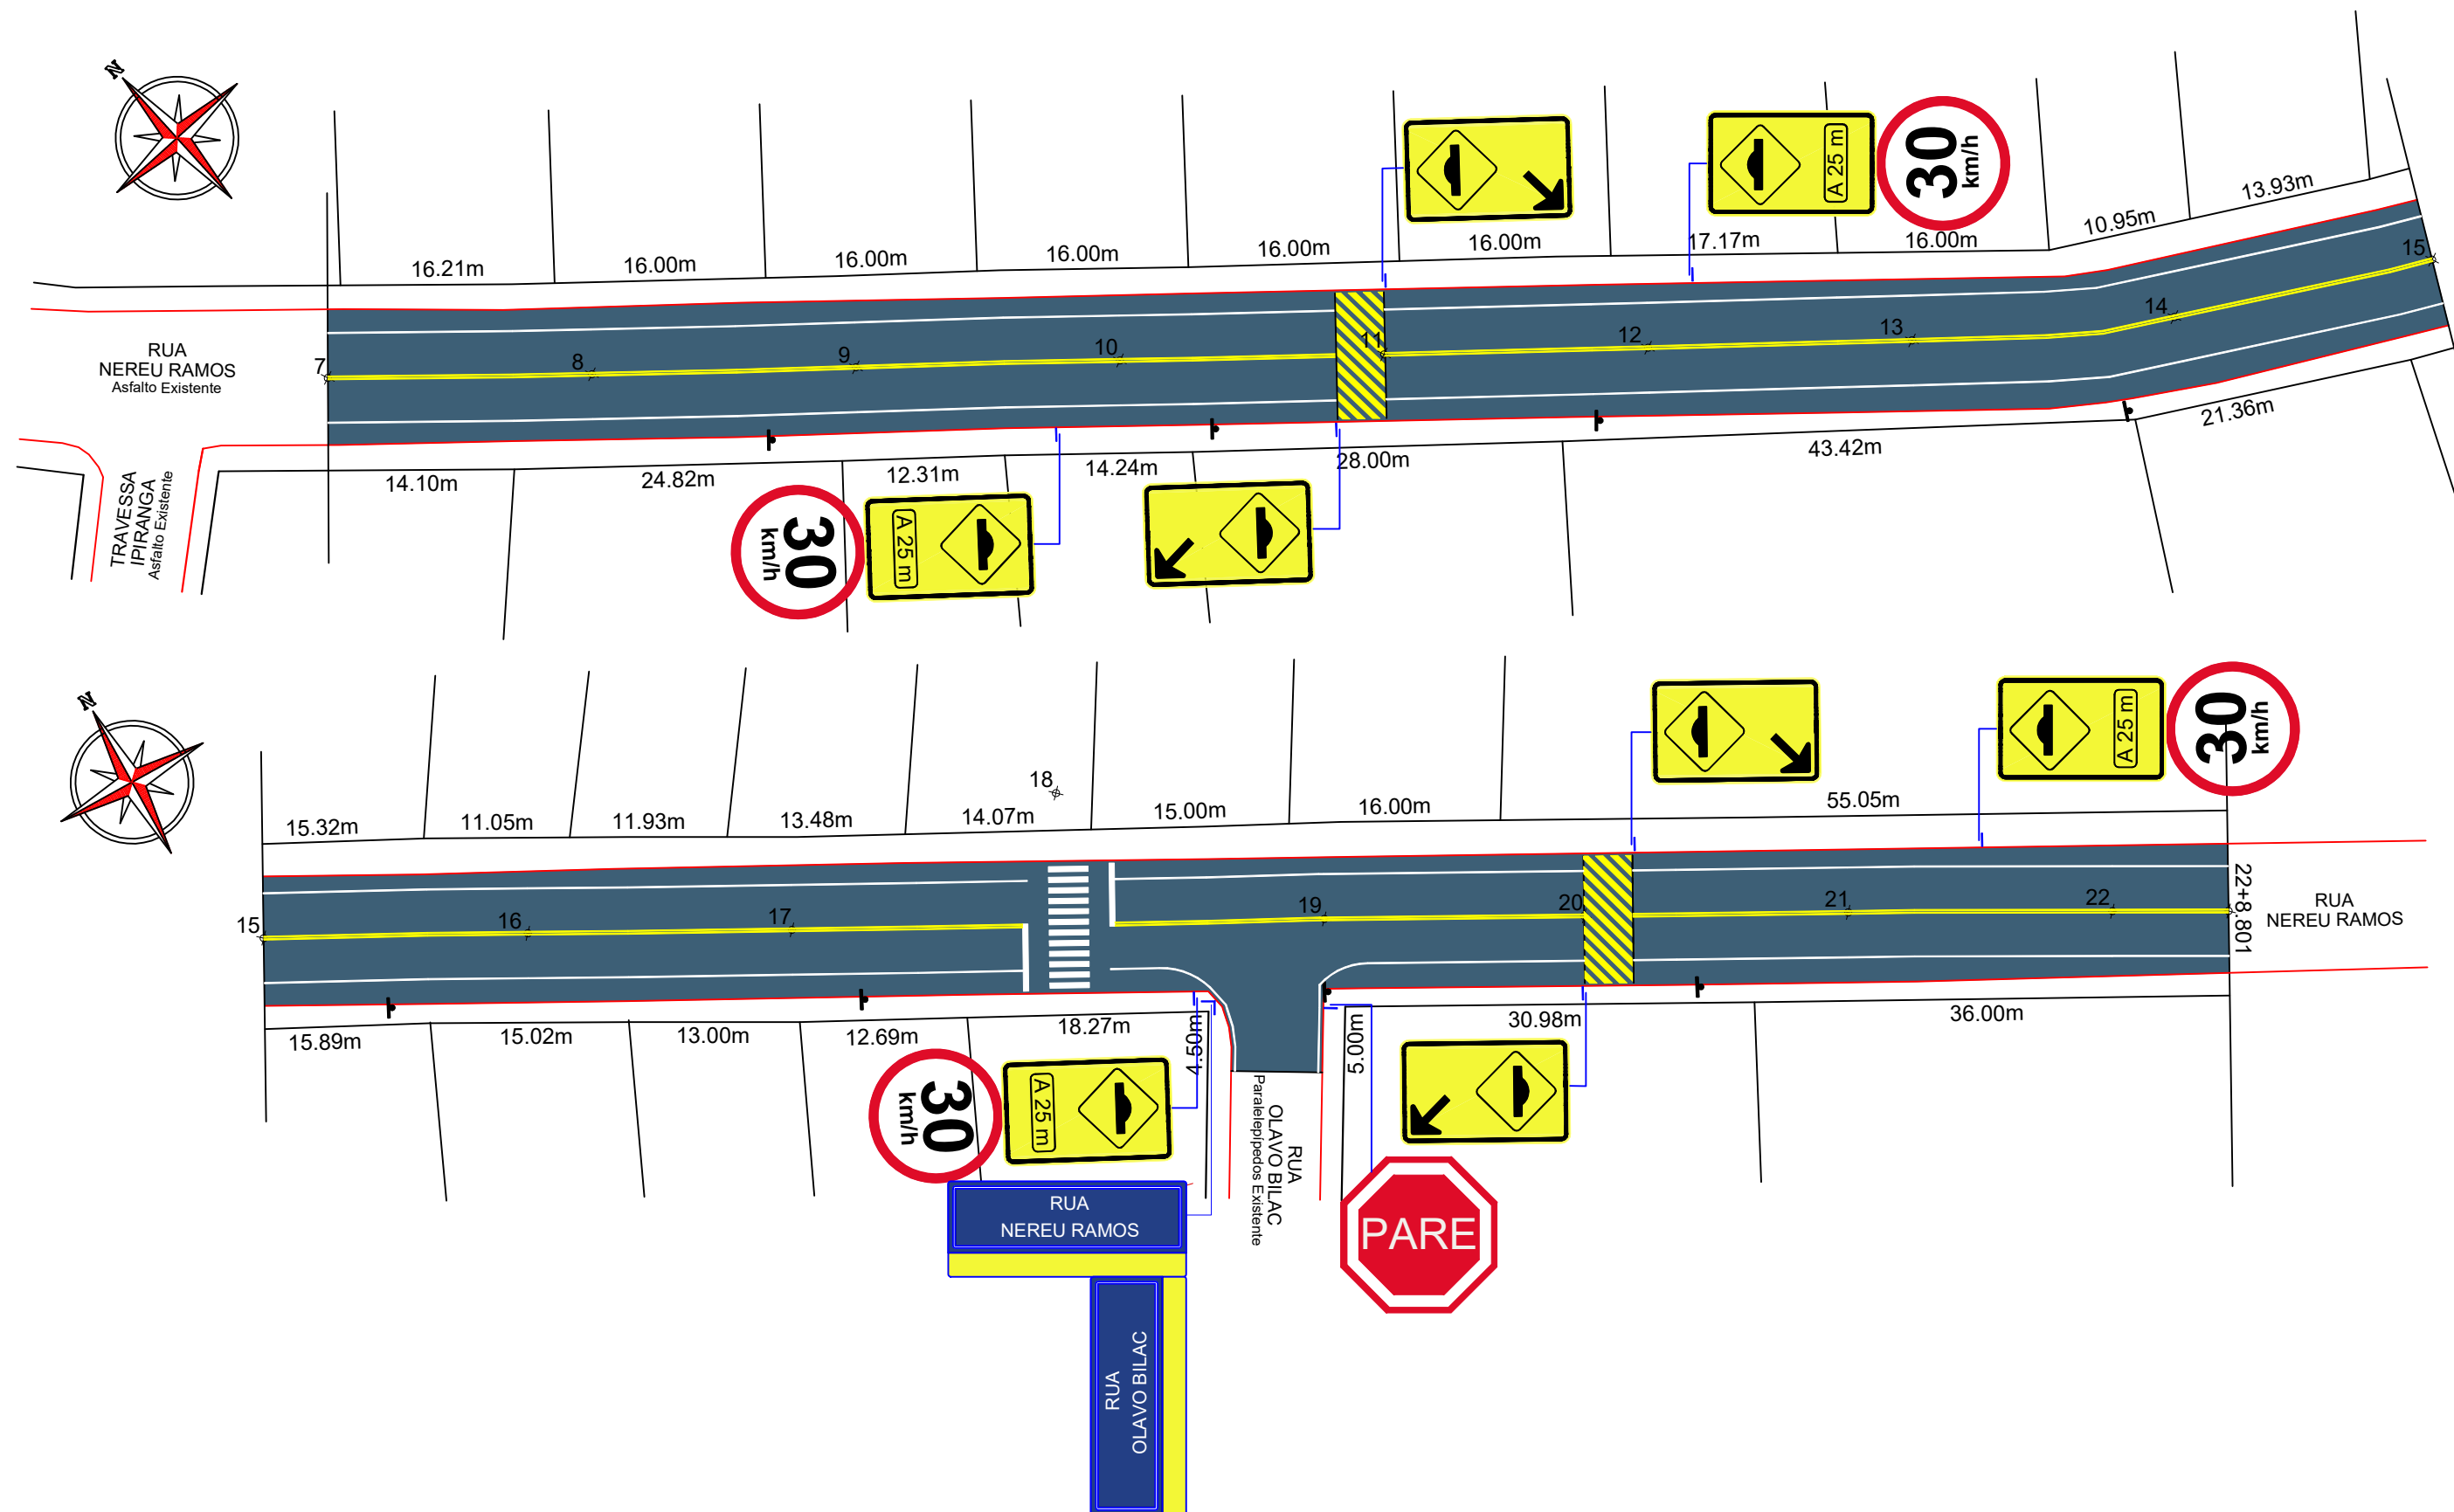 N
A 25 m
30
km/h
13.93m
10.95m
16.21m
16.00m
16.00m
16.00m
16.00m
16.00m
17.17m
16.00m
15
14
13
12
11
10
9
8
7
RUA
NEREU RAMOS
Asfalto Existente
TRAVESSA
IPIRANGA
Asfalto Existente
14.10m
24.82m
12.31m
14.24m
28.00m
43.42m
21.36m
30
km/h
A 25 m
N
A 25 m
30
km/h
18
15.32m
11.05m
11.93m
13.48m
14.07m
15.00m
16.00m
55.05m
15
16
17
19
20
21
22
22+8.801
RUA
NEREU RAMOS
15.89m
15.02m
13.00m
12.69m
18.27m
4.50m
5.00m
30.98m
36.00m
30
km/h
A 25 m
RUA
OLAVO BILAC
Paralelepípedos Existente
RUA
NEREU RAMOS
PARE
RUA
OLAVO BILAC